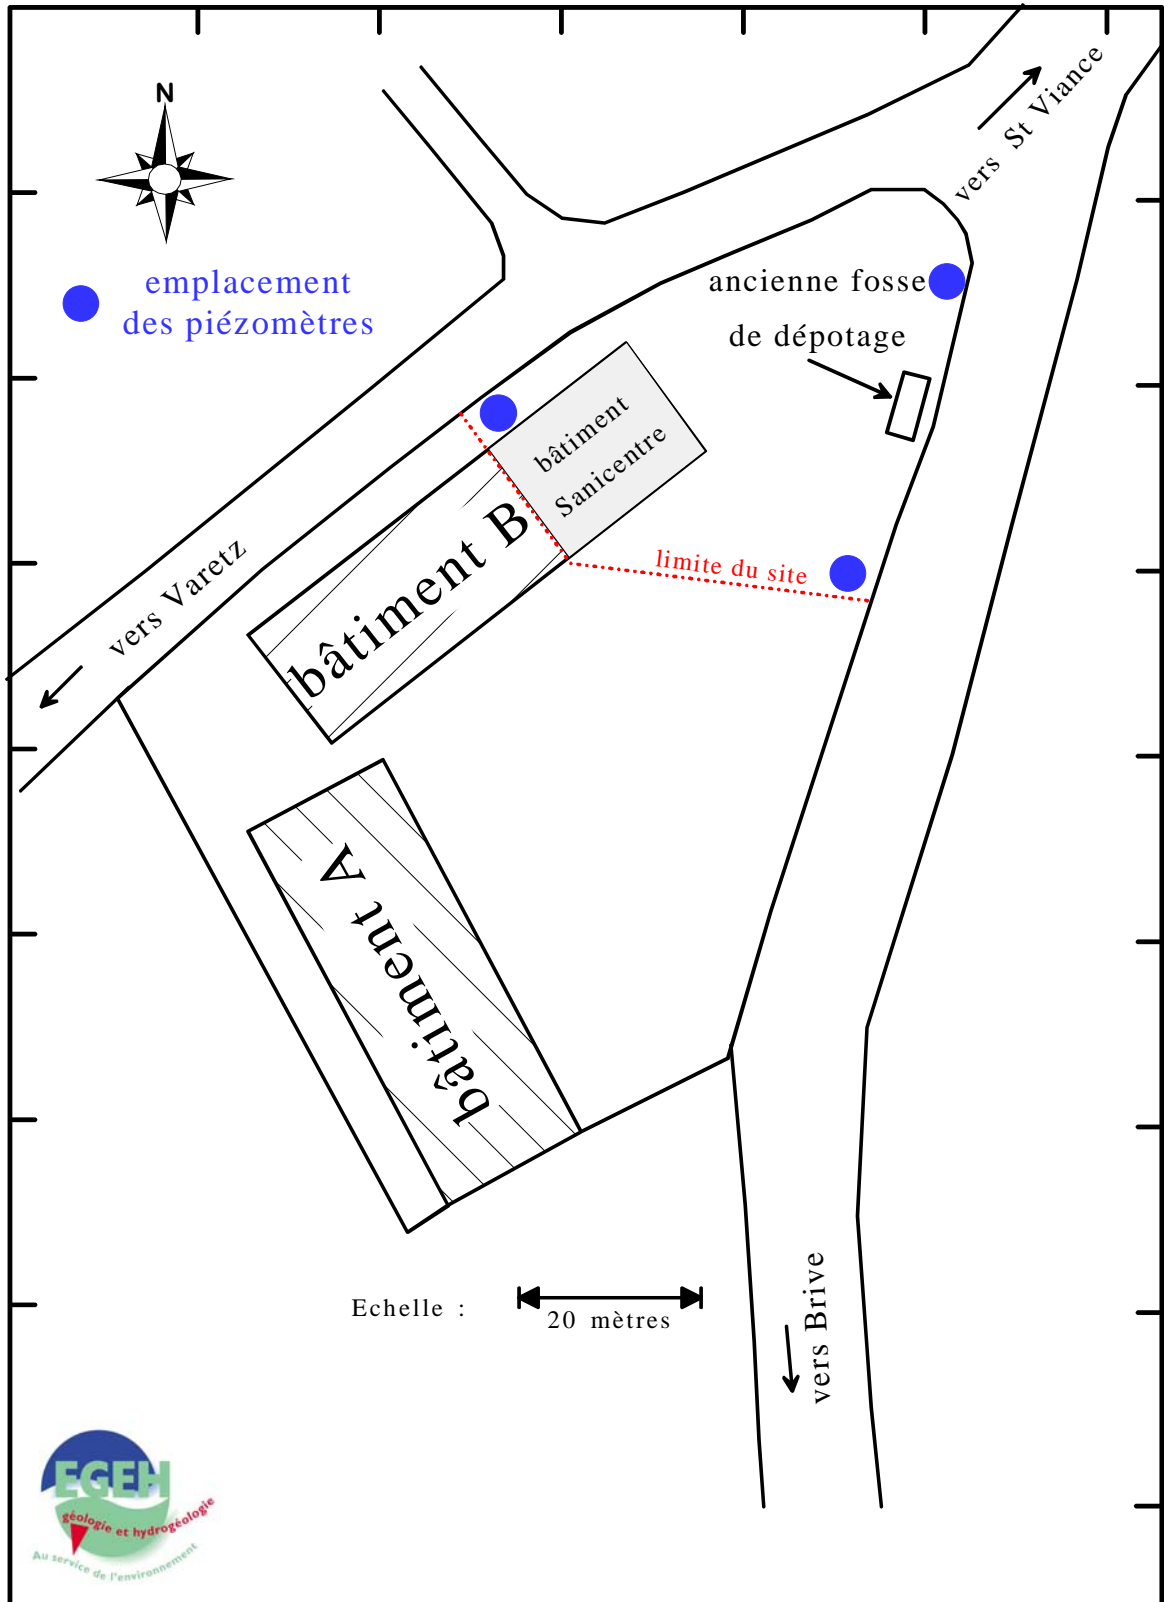 N
vers St Viance
emplacement
des piézomètres
ancienne fosse
de dépotage
bâtiment
Sanicentre
bâtiment B
limite du site
vers Varetz
bâtiment A
Echelle :
20 mètres
vers Brive
EGEH
géologie et hydrogéologie
Au service de l'environnement